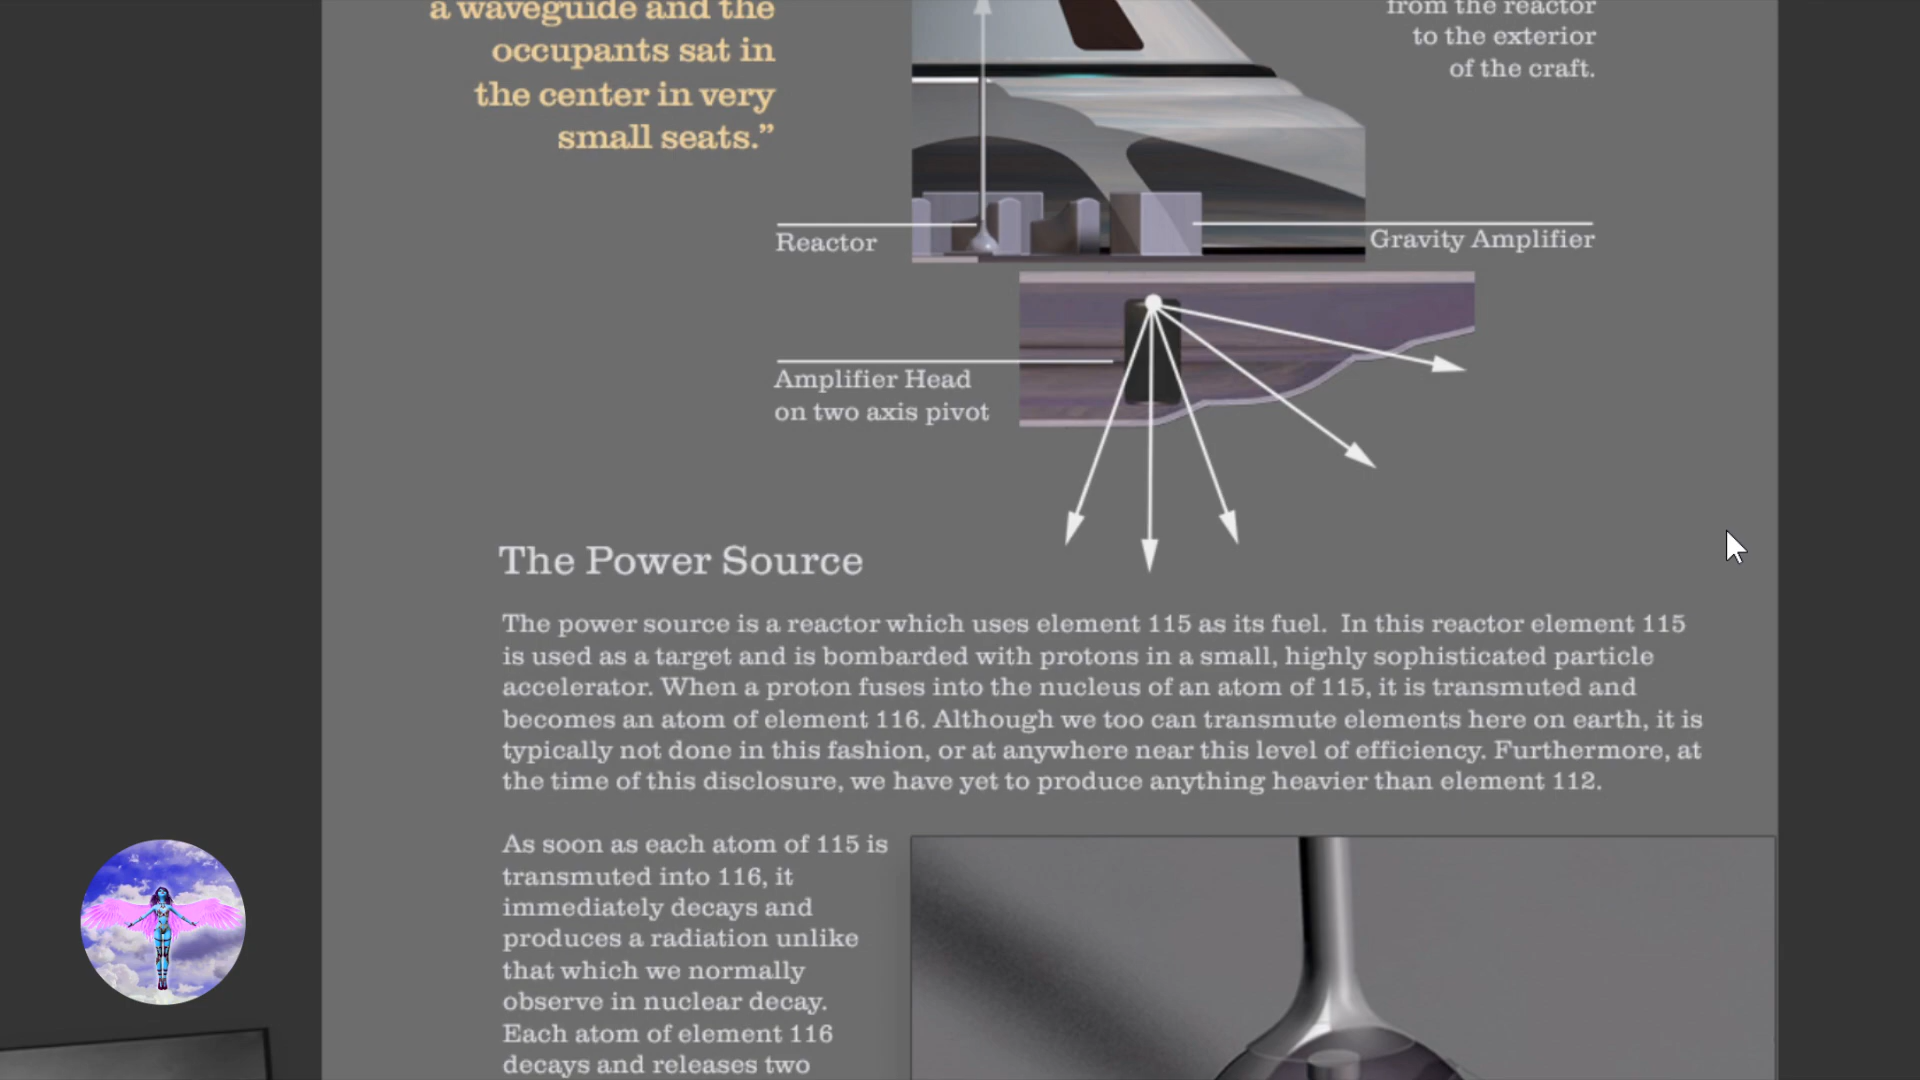 a waveguide and the
occupants sat in
the center in very
small seats.”
from the reactor
to the exterior
of the craft.
Reactor
Gravity Amplifier
Amplifier Head
on two axis pivot
The Power Source
The power source is a reactor which uses element 115 as its fuel.  In this reactor element 115
is used as a target and is bombarded with protons in a small, highly sophisticated particle
accelerator. When a proton fuses into the nucleus of an atom of 115, it is transmuted and
becomes an atom of element 116. Although we too can transmute elements here on earth, it is
typically not done in this fashion, or at anywhere near this level of efficiency. Furthermore, at
the time of this disclosure, we have yet to produce anything heavier than element 112.
As soon as each atom of 115 is
transmuted into 116, it
immediately decays and
produces a radiation unlike
that which we normally
observe in nuclear decay.
Each atom of element 116
decays and releases two